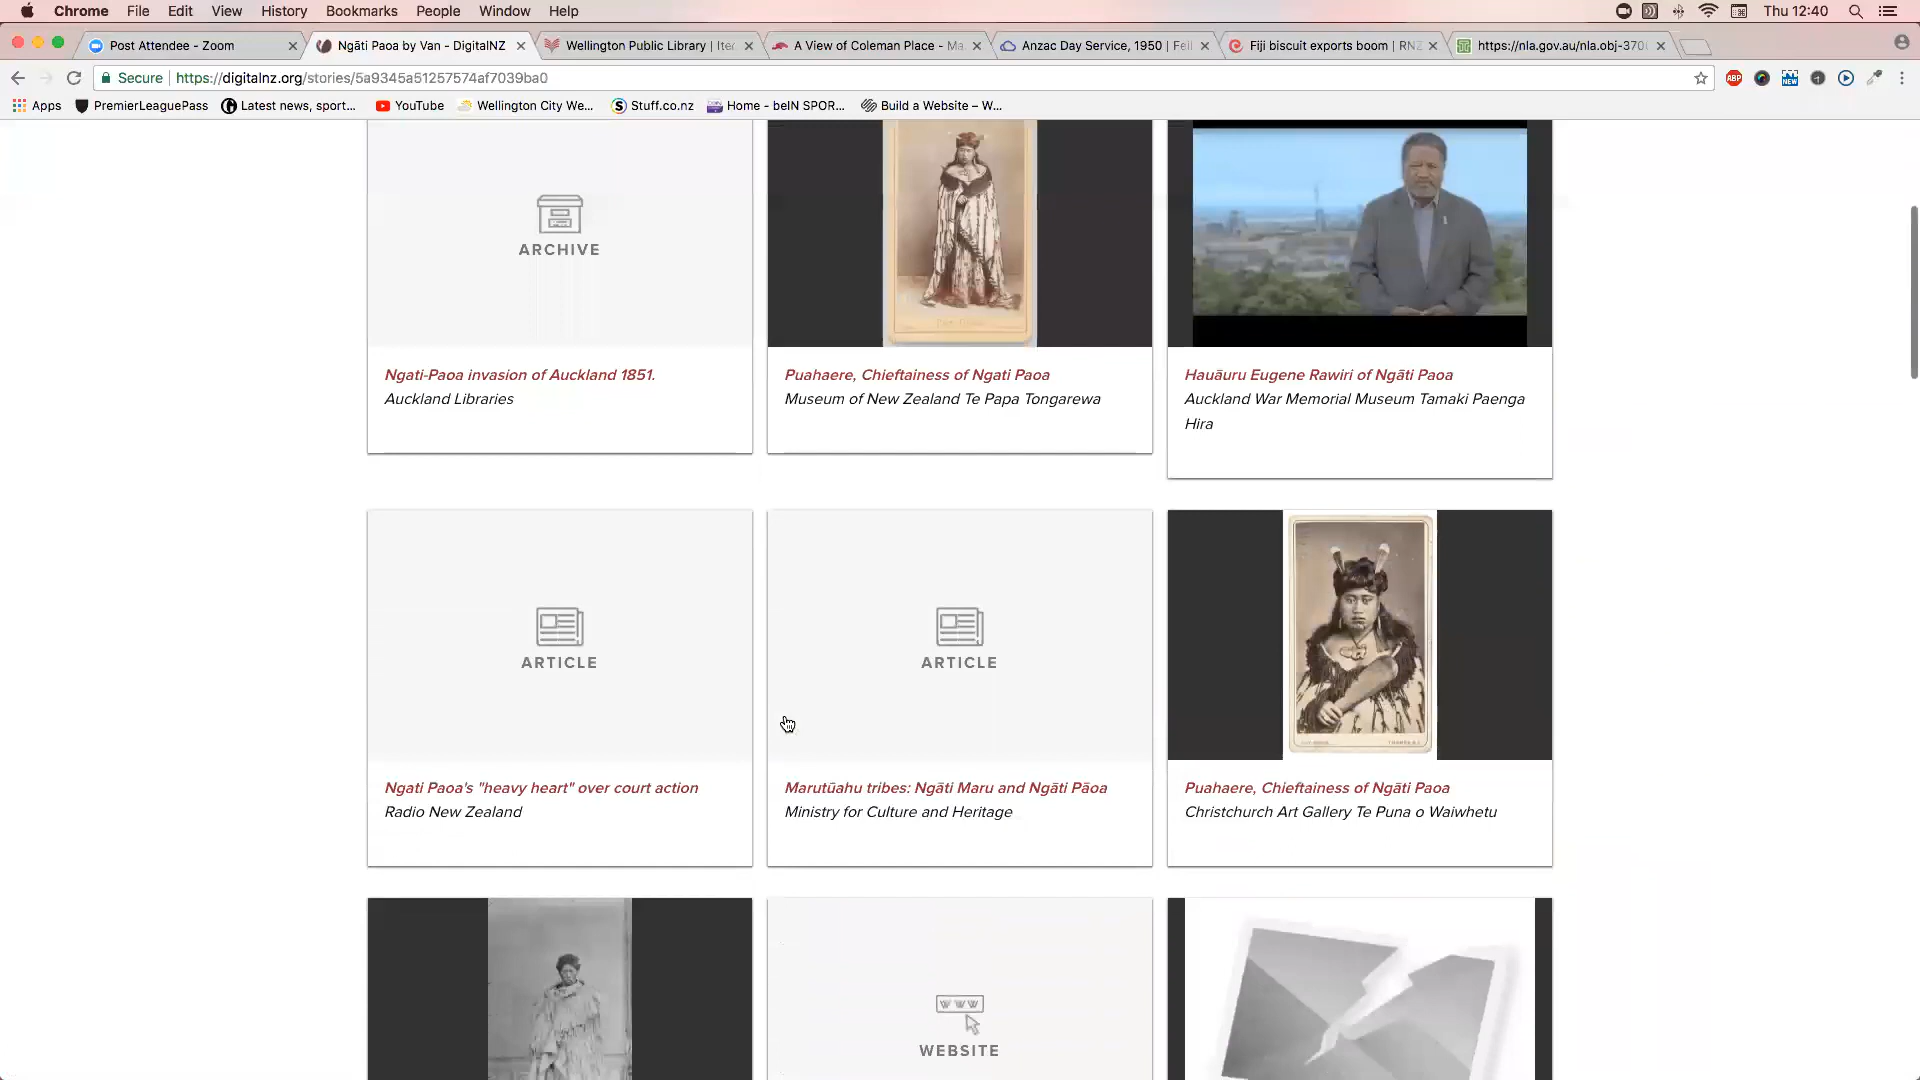 Chrome File Edit View History Bookmarks People Window Help Thu 12:40
Post Attendee - Zoom
Ngāti Paoa by Van - DigitalNZ
Wellington Public Library | Ite
A View of Coleman Place - Ma
Anzac Day Service, 1950 | Fei
Fiji biscuit exports boom | RNZ
https://nla.gov.au/nla.obj-370
Secure https://digitalnz.org/stories/5a9345a51257574af7039ba0
ABP
NEW
Apps PremierLeaguePass Latest news, sport... YouTube Wellington City We... Stuff.co.nz Home - beIN SPOR... Build a Website – W...
ARCHIVE
Ngati-Paoa invasion of Auckland 1851.
Auckland Libraries
Puahaere, Chieftainess of Ngati Paoa
Museum of New Zealand Te Papa Tongarewa
Hauāuru Eugene Rawiri of Ngāti Paoa
Auckland War Memorial Museum Tamaki Paenga
Hira
ARTICLE
Ngati Paoa's "heavy heart" over court action
Radio New Zealand
ARTICLE
Marutūahu tribes: Ngāti Maru and Ngāti Pāoa
Ministry for Culture and Heritage
Puahaere, Chieftainess of Ngāti Paoa
Christchurch Art Gallery Te Puna o Waiwhetu
WWW
WEBSITE